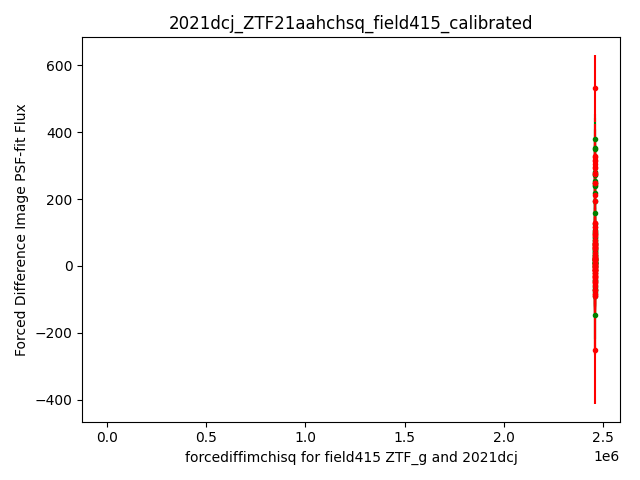 2021dcj_ZTF21aahchsq_field415_calibrated
Forced Difference Image PSF-fit Flux
600
400
200
0
−200
−400
0.0 0.5 1.0 1.5 2.0 2.5
1e6
forcediffimchisq for field415 ZTF_g and 2021dcj